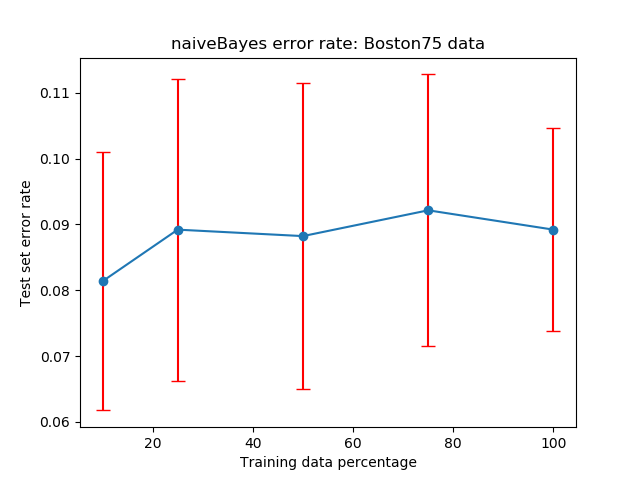 naiveBayes error rate: Boston75 data
0.11
0.10
0.09
0.08
0.07
0.06
Test set error rate
20 40 60 80 100
Training data percentage